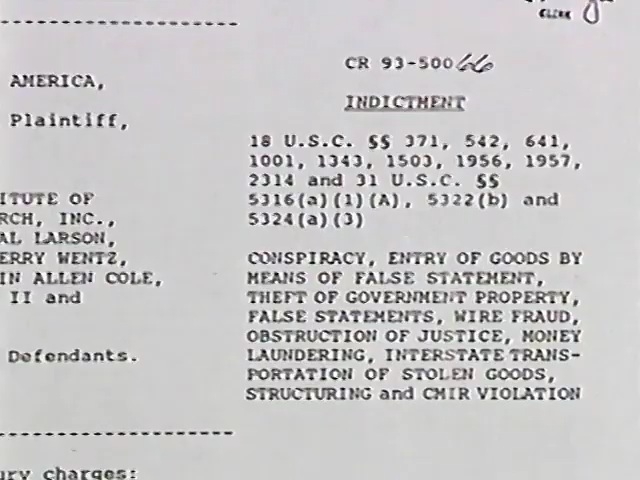 CLERK
CR 93-50066
AMERICA,
INDICTMENT
Plaintiff,
18 U.S.C. §§ 371, 542, 641,
1001, 1343, 1503, 1956, 1957,
2314 and 31 U.S.C. §§
ITUTE OF
5316(a)(1)(A), 5322(b) and
RCH, INC.,
5324(a)(3)
AL LARSON,
ERRY WENTZ,
CONSPIRACY, ENTRY OF GOODS BY
IN ALLEN COLE,
MEANS OF FALSE STATEMENT,
II and
THEFT OF GOVERNMENT PROPERTY,
FALSE STATEMENTS, WIRE FRAUD,
OBSTRUCTION OF JUSTICE, MONEY
Defendants.
LAUNDERING, INTERSTATE TRANS-
PORTATION OF STOLEN GOODS,
STRUCTURING and CMIR VIOLATION
ury charges: